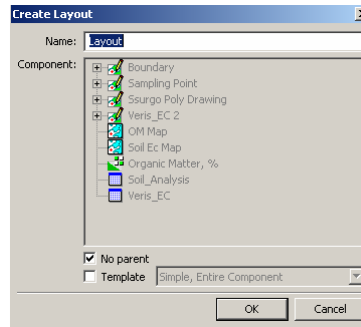 Create Layout
Name: Layout
Component:
Boundary
Sampling Point
Ssurgo Poly Drawing
Veris_EC 2
OM Map
Soil Ec Map
Organic Matter, %
Soil_Analysis
Veris_EC
No parent
Template Simple, Entire Component
OK Cancel